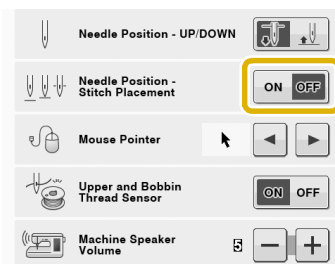 Needle Position - UP/DOWN
Needle Position -
Stitch Placement
ON OFF
Mouse Pointer
Upper and Bobbin
Thread Sensor
ON OFF
Machine Speaker
Volume
5 − +